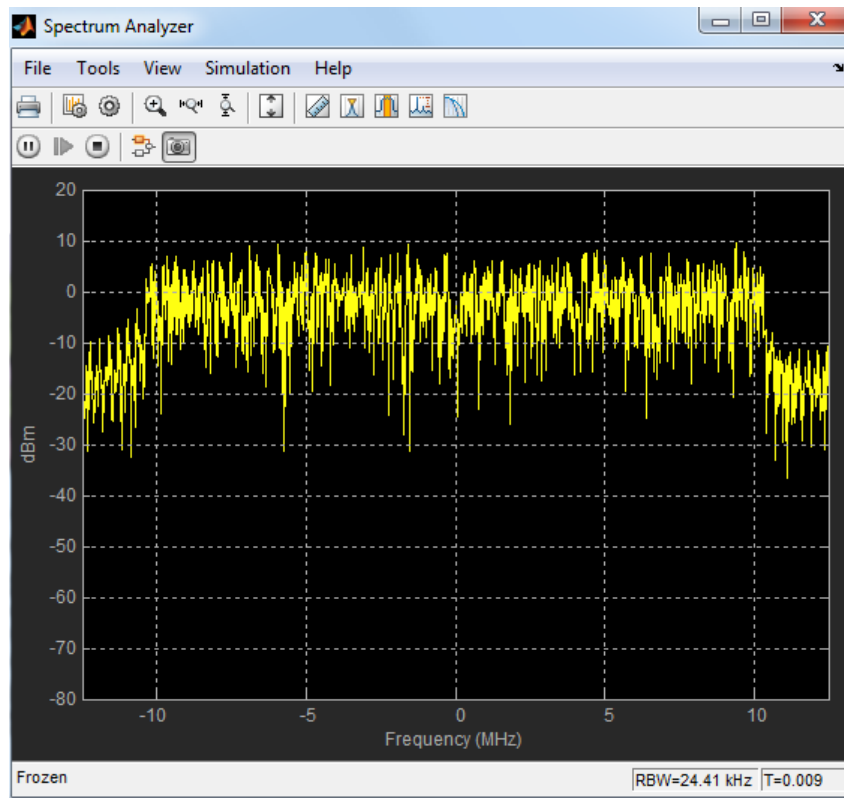 Spectrum Analyzer
File Tools View Simulation Help
20
10
0
-10
-20
-30
-40
-50
-60
-70
-80
dBm
-10 -5 0 5 10
Frequency (MHz)
Frozen RBW=24.41 kHz T=0.009